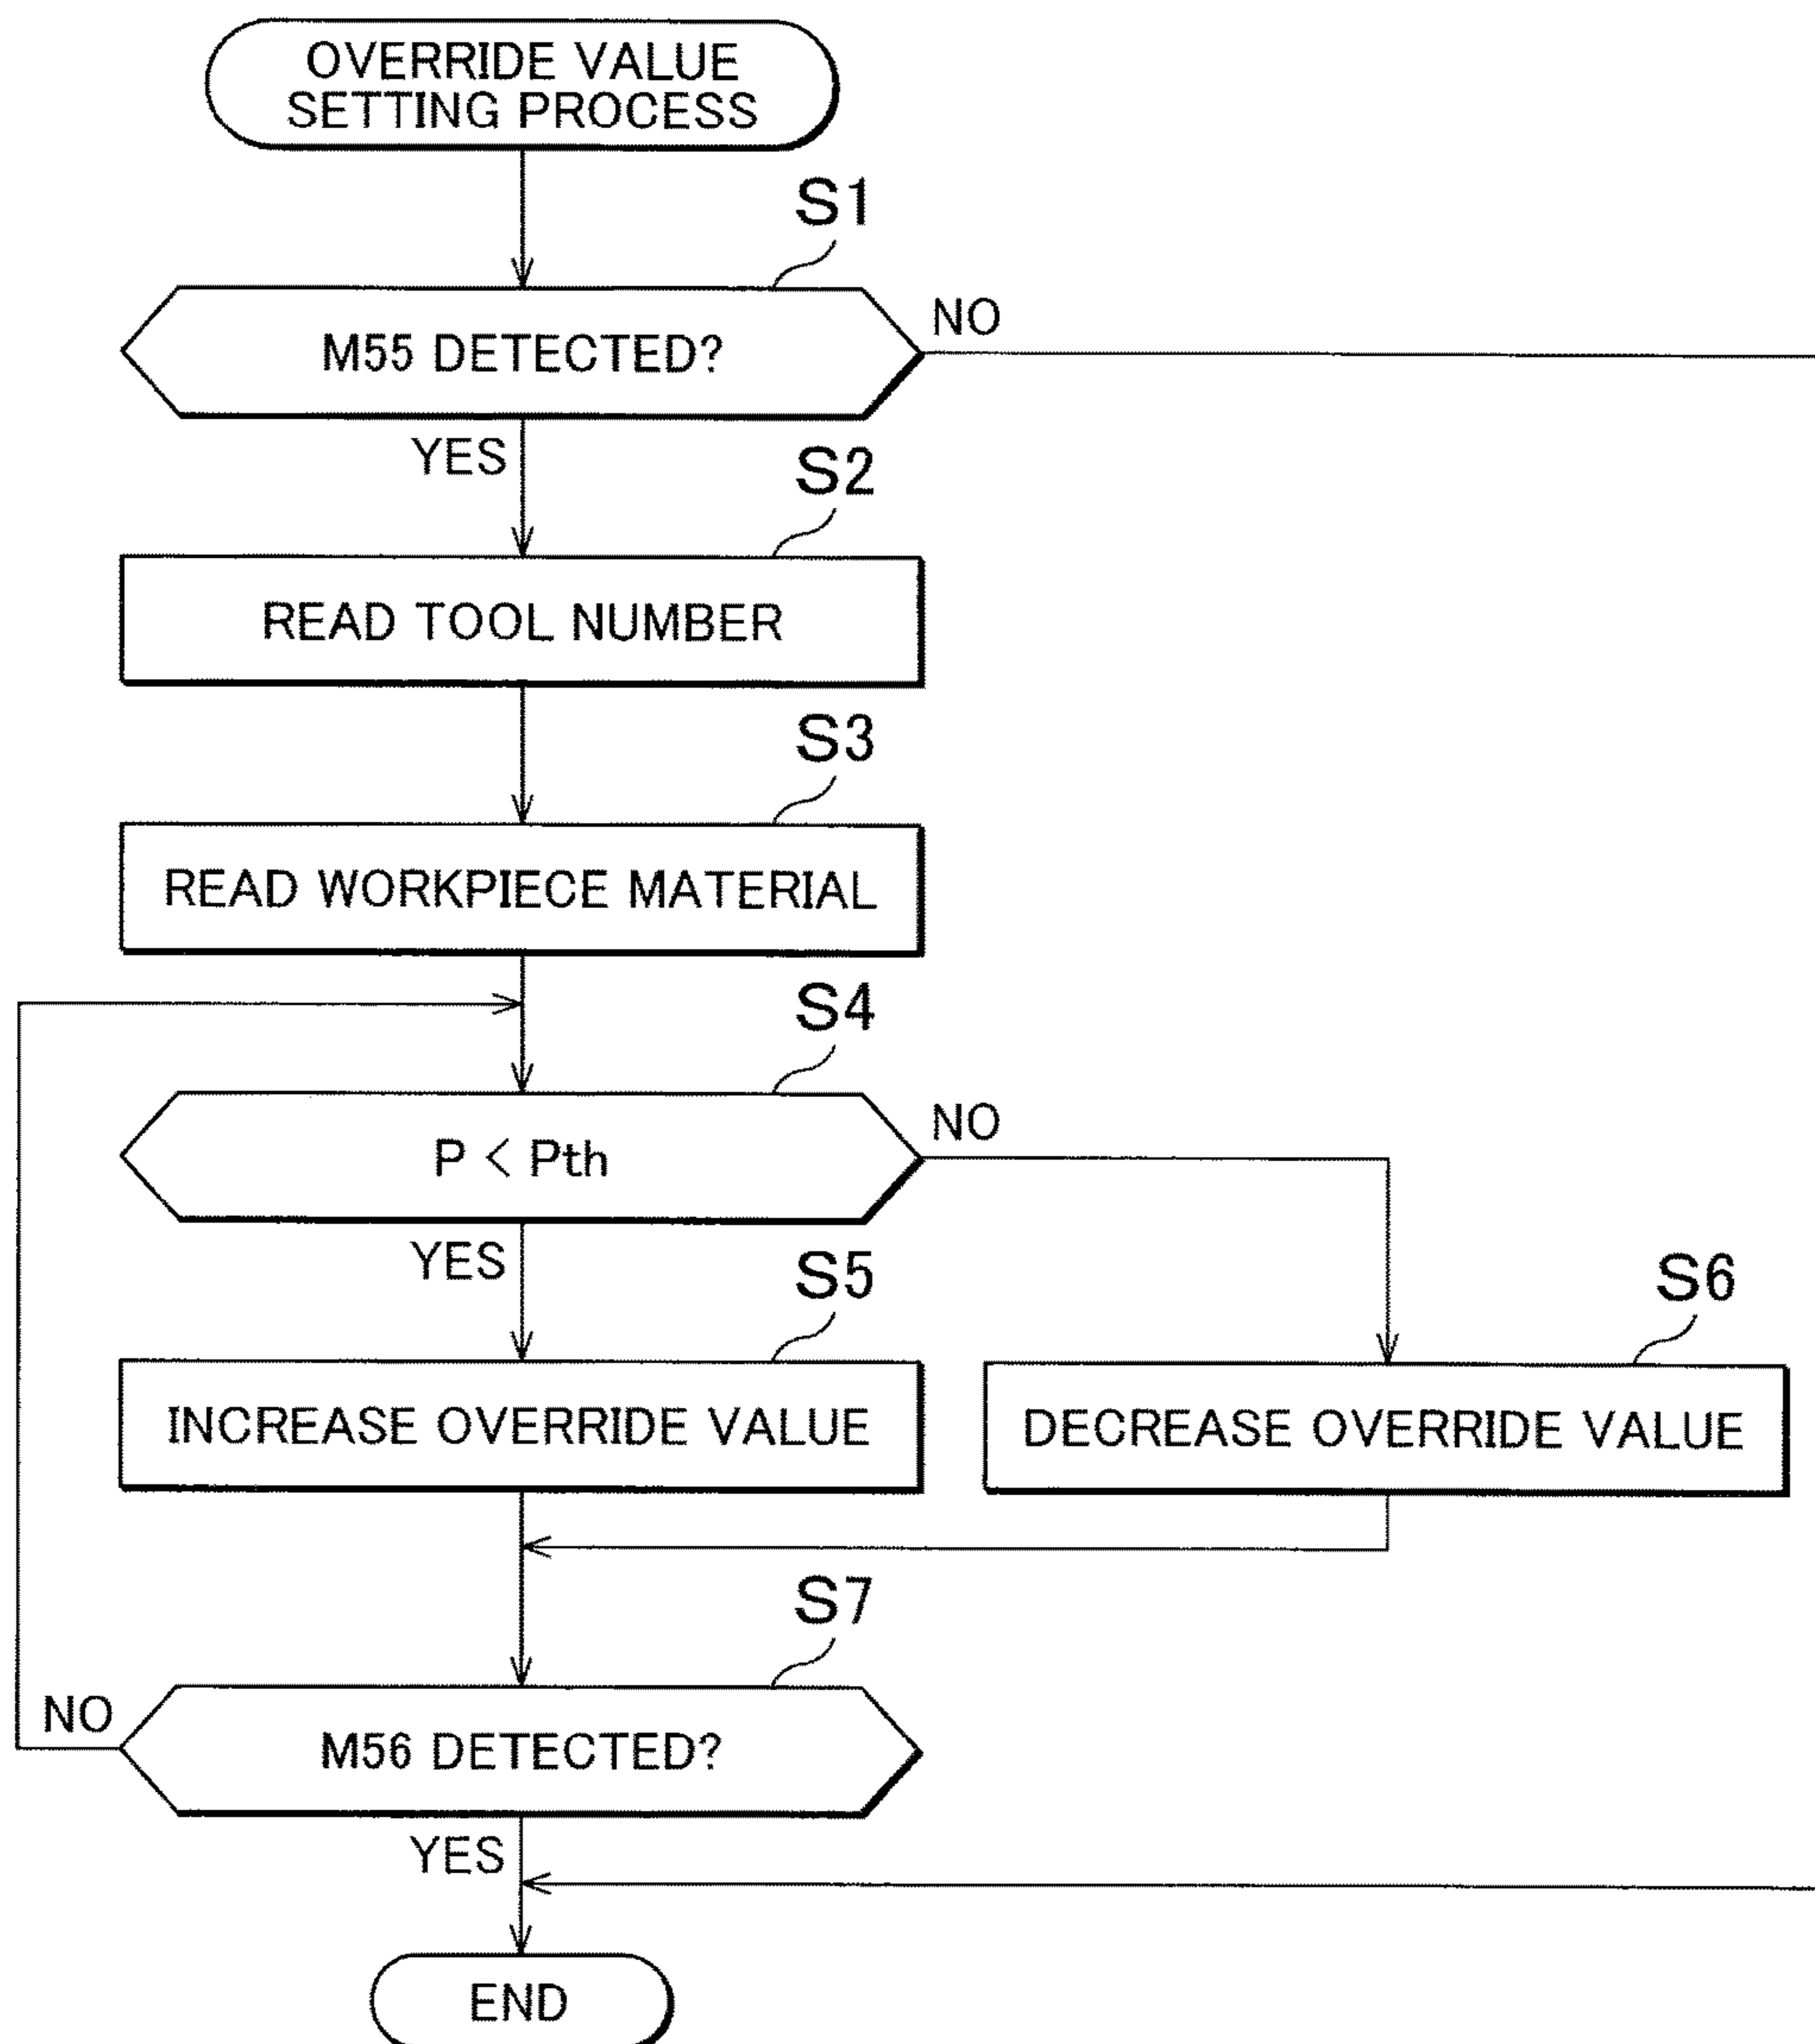 OVERRIDE VALUE
SETTING PROCESS
S1
M55 DETECTED?
NO
YES
S2
READ TOOL NUMBER
S3
READ WORKPIECE MATERIAL
S4
P < Pth
NO
YES
S5
INCREASE OVERRIDE VALUE
S6
DECREASE OVERRIDE VALUE
S7
NO
M56 DETECTED?
YES
END